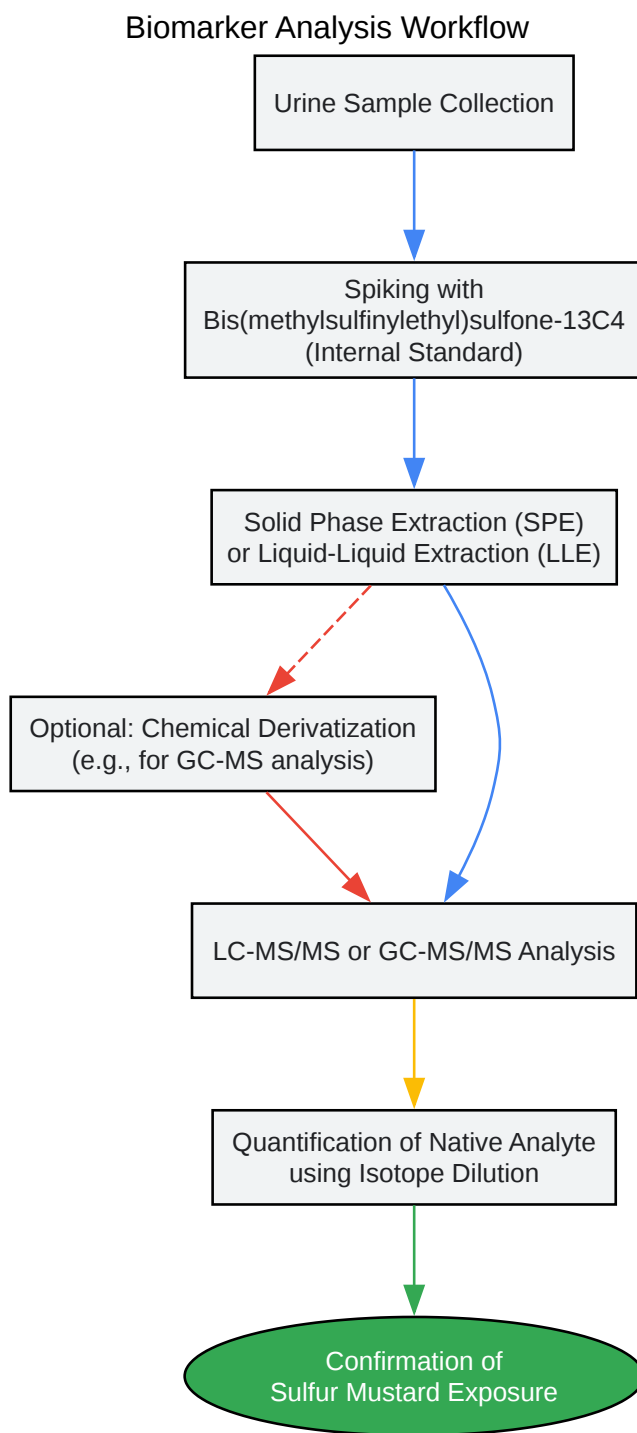 Biomarker Analysis Workflow
Urine Sample Collection
Spiking with
Bis(methylsulfinylethyl)sulfone-13C4
(Internal Standard)
Solid Phase Extraction (SPE)
or Liquid-Liquid Extraction (LLE)
Optional: Chemical Derivatization
(e.g., for GC-MS analysis)
LC-MS/MS or GC-MS/MS Analysis
Quantification of Native Analyte
using Isotope Dilution
Confirmation of
Sulfur Mustard Exposure